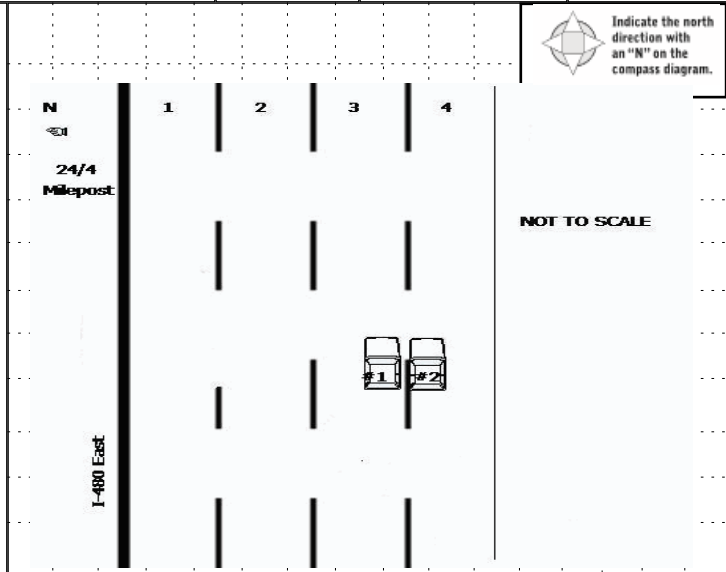 Indicate the north
direction with
an “N” on the
compass diagram.
N 1 2 3 4
24/4
Milepost
NOT TO SCALE
#1 #2
I-480 East